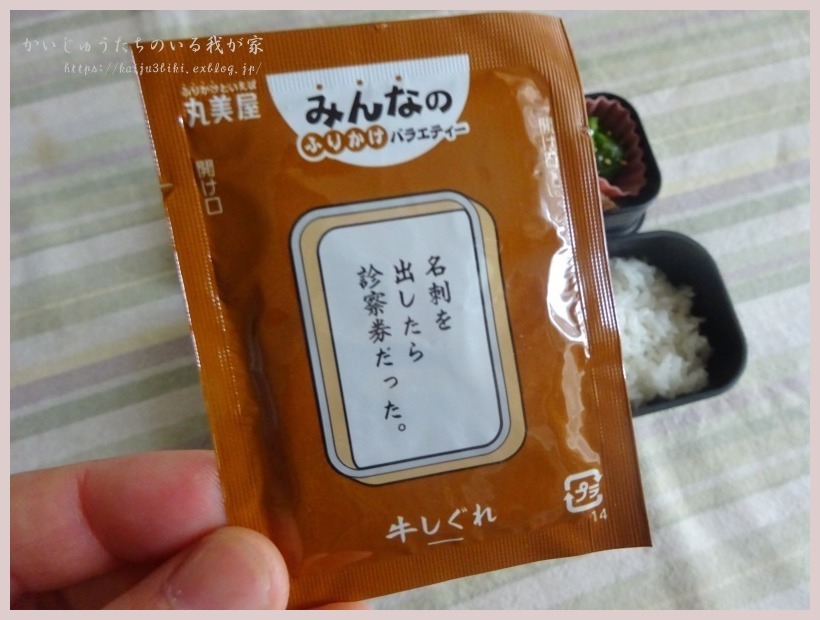 かいじゅうたちのいる我が家
https://kaiju3biki.exblog.jp/
ふりかけといえば
丸美屋
みんなの
ふりかけバラエティー
開け口
名刺を
出したら
診察券だった。
牛しぐれ
プラ
14